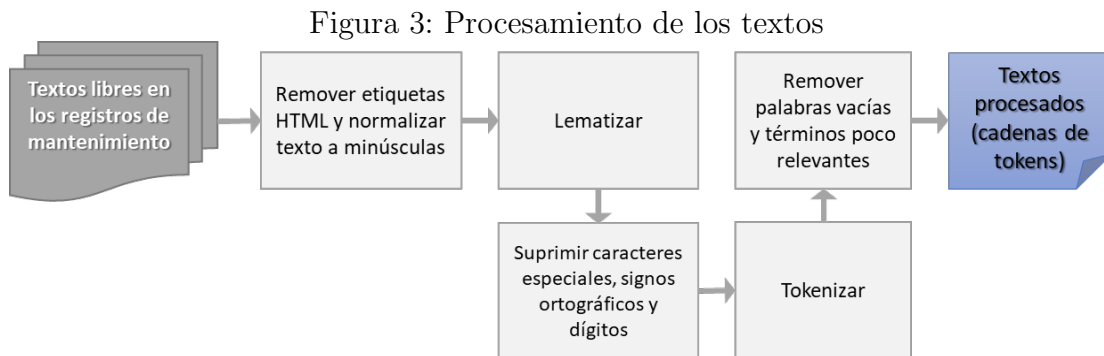 Figura 3: Procesamiento de los textos
Textos libres en
los registros de
mantenimiento
Remover etiquetas
HTML y normalizar
texto a minúsculas
Lematizar
Suprimir caracteres
especiales, signos
ortográficos y
dígitos
Tokenizar
Remover
palabras vacías
y términos poco
relevantes
Textos
procesados
(cadenas de
tokens)